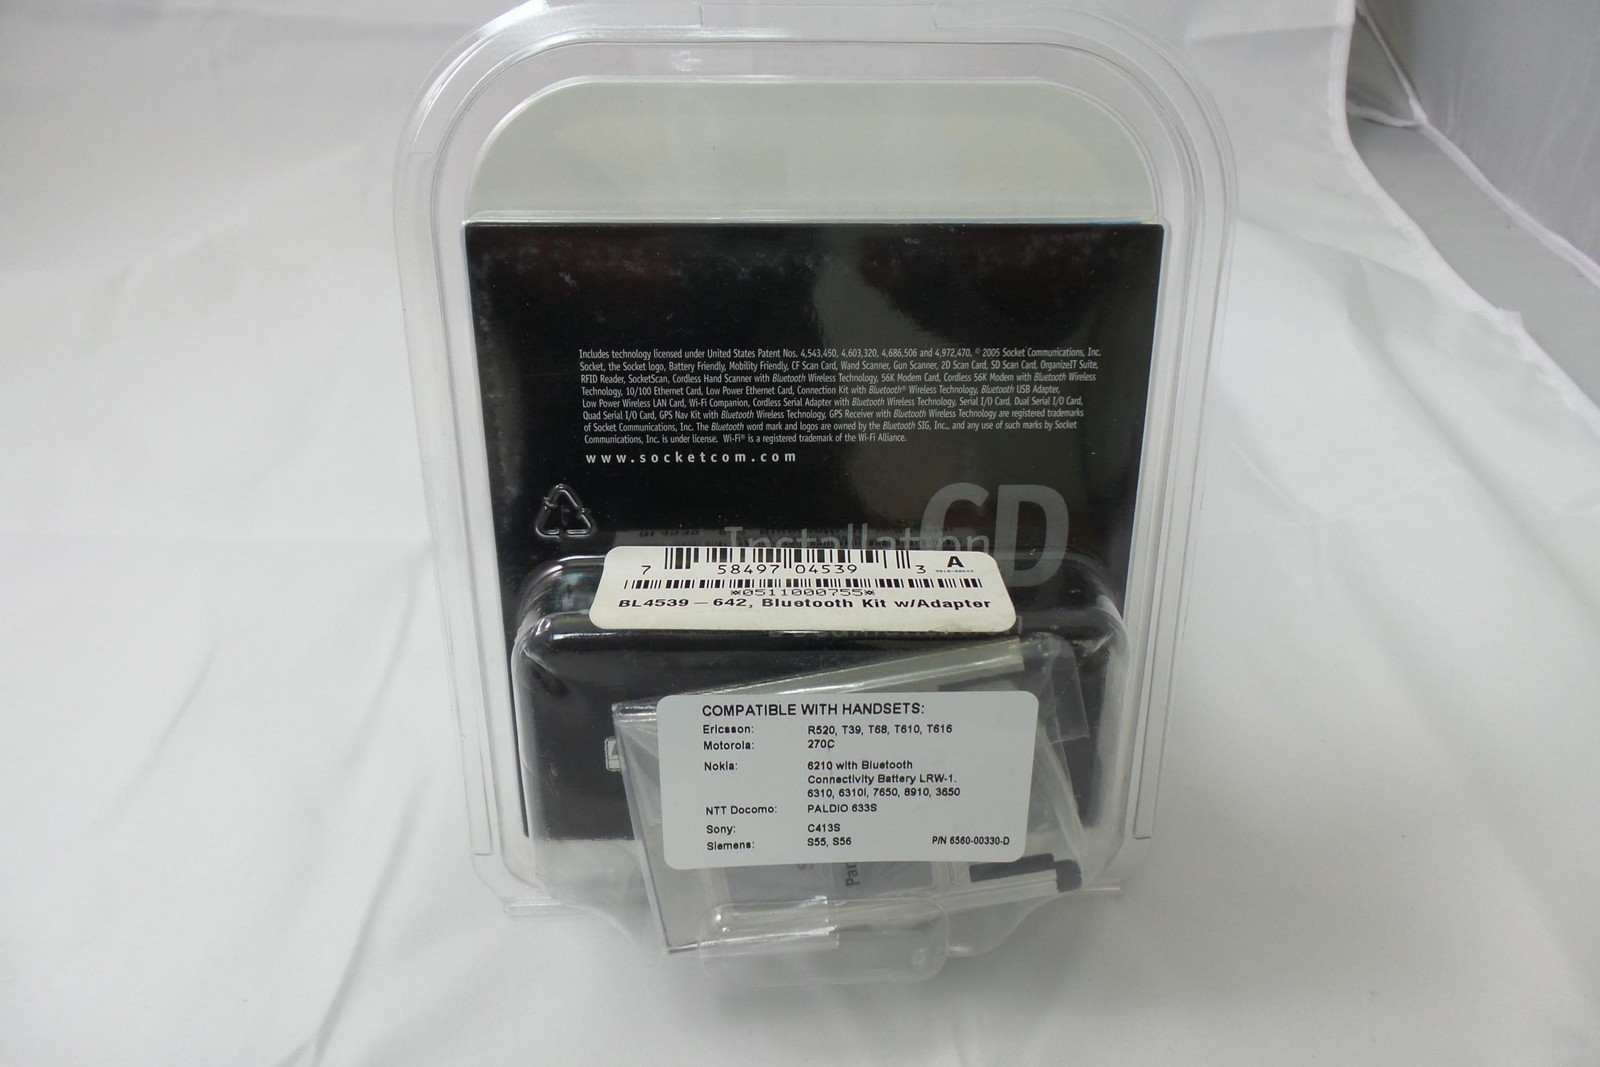 Includes technology licensed under United States Patent Nos. 4,543,450, 4,603,320, 4,686,506 and 4,972,470. © 2005 Socket Communications, Inc.
Socket, the Socket logo, Battery Friendly, Mobility Friendly, CF Scan Card, Wand Scanner, Gun Scanner, 2D Scan Card, SD Scan Card, OrganizeIT Suite,
RFID Reader, SocketScan, Cordless Hand Scanner with Bluetooth Wireless Technology, 56K Modem Card, Cordless 56K Modem with Bluetooth Wireless
Technology, 10/100 Ethernet Card, Low Power Ethernet Card, Connection Kit with Bluetooth® Wireless Technology, Bluetooth USB Adapter,
Low Power Wireless LAN Card, Wi-Fi Companion, Cordless Serial Adapter with Bluetooth Wireless Technology, Serial I/O Card, Dual Serial I/O Card,
Quad Serial I/O Card, GPS Nav Kit with Bluetooth Wireless Technology, GPS Receiver with Bluetooth Wireless Technology are registered trademarks
of Socket Communications, Inc. The Bluetooth word mark and logos are owned by the Bluetooth SIG, Inc., and any use of such marks by Socket
Communications, Inc. is under license. Wi-Fi® is a registered trademark of the Wi-Fi Alliance.
www.socketcom.com
CD
Installation
7 58497 04539 3 A
*0511000755*
BL4539 – 642, Bluetooth Kit w/Adapter
COMPATIBLE WITH HANDSETS:
Ericsson: R520, T39, T68, T610, T616
Motorola: 270C
Nokia: 6210 with Bluetooth
Connectivity Battery LRW-1.
6310, 6310i, 7650, 8910, 3650
NTT Docomo: PALDIO 633S
Sony: C413S
Siemens: S55, S56 P/N 6560-00330-D